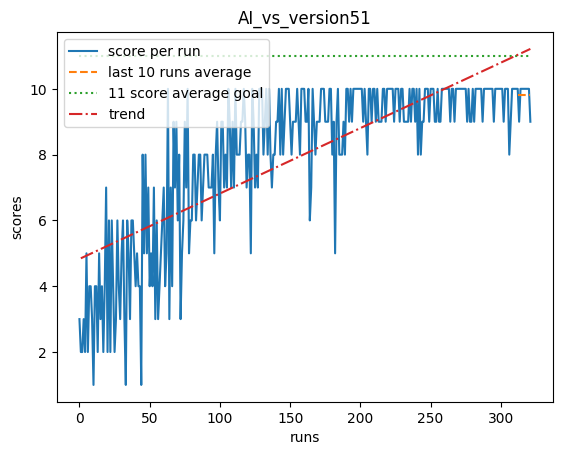 AI_vs_version51
score per run
last 10 runs average
11 score average goal
trend
scores
10
8
6
4
2
0
50
100
150
200
250
300
runs